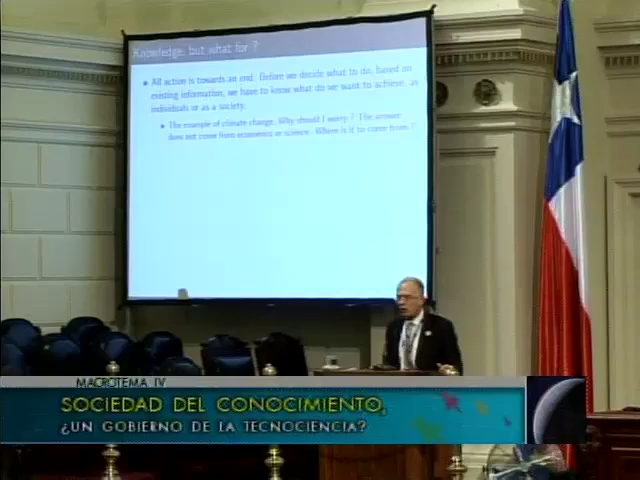 Knowledge, but what for ?
All action is towards an end. Before we decide what to do, based on
existing information, we have to know what do we want to achieve, as
individuals or as a society.
The example of climate change. Why should I worry ? The answer
does not come from economics or science. Where is it to come from ?
MACROTEMA IV
SOCIEDAD DEL CONOCIMIENTO,
¿UN GOBIERNO DE LA TECNOCIENCIA?